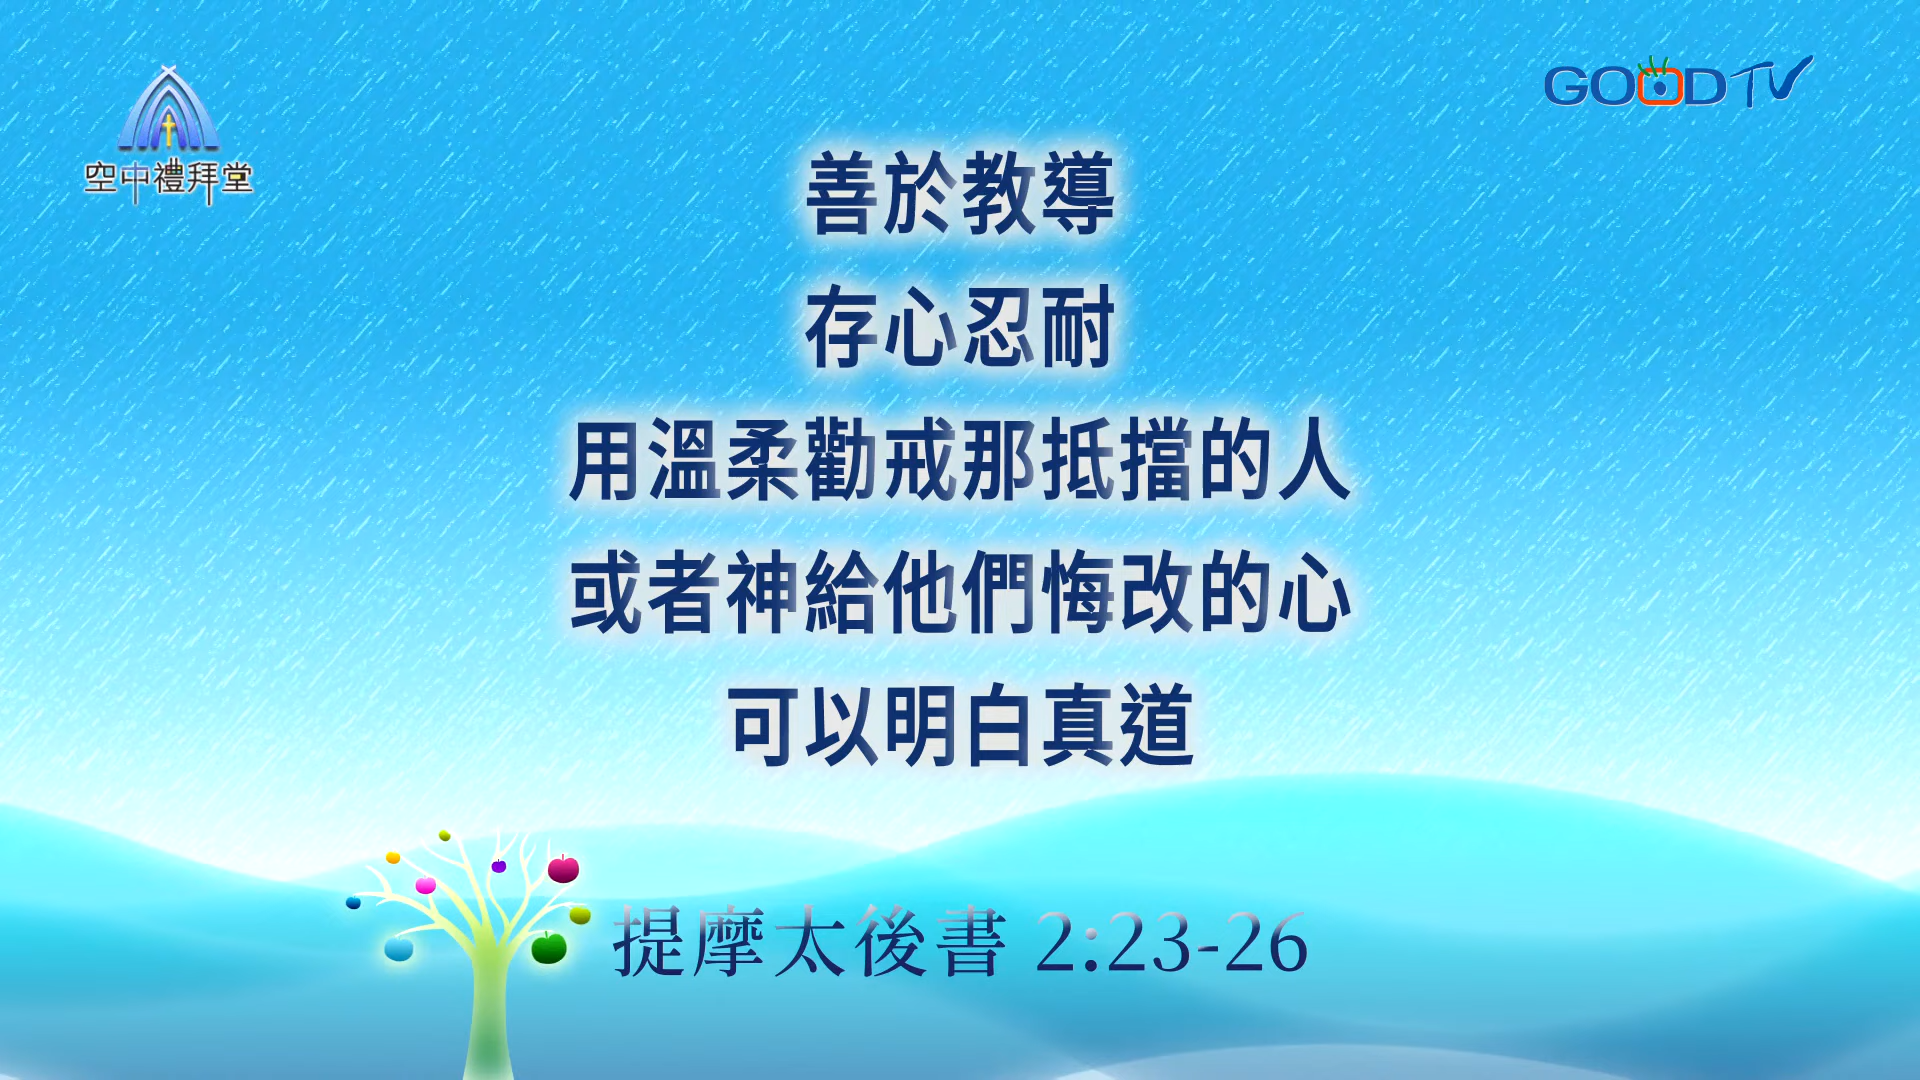 空中禮拜堂
GOOD TV
善於教導
存心忍耐
用溫柔勸戒那抵擋的人
或者神給他們悔改的心
可以明白真道
提摩太後書 2:23-26